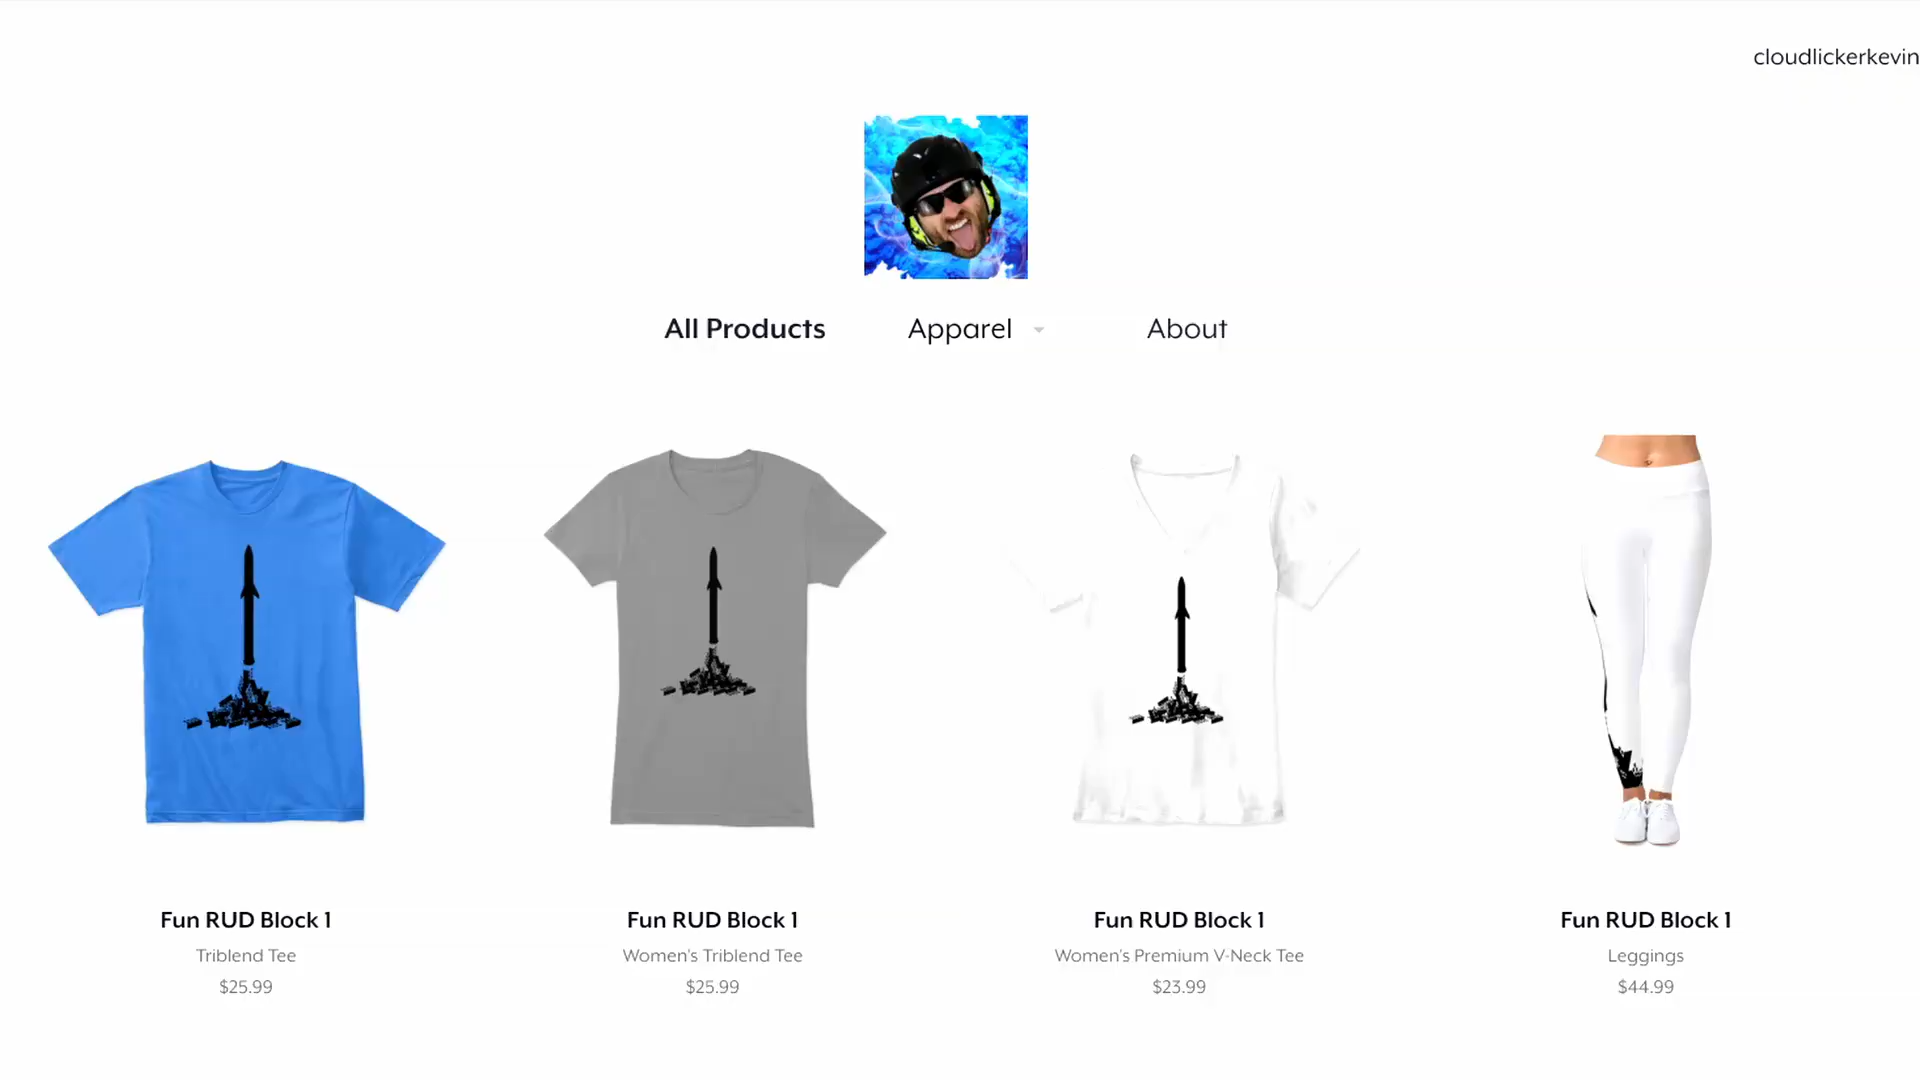 cloudlickerkevin
All Products
Apparel
About
Fun RUD Block 1
Triblend Tee
$25.99
Fun RUD Block 1
Women's Triblend Tee
$25.99
Fun RUD Block 1
Women's Premium V-Neck Tee
$23.99
Fun RUD Block 1
Leggings
$44.99